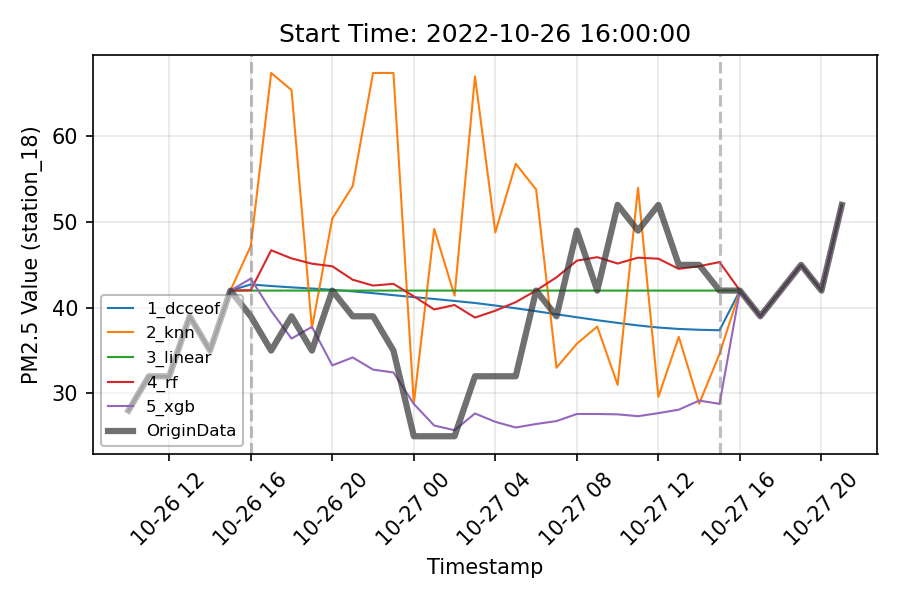 Start Time: 2022-10-26 16:00:00
PM2.5 Value (station_18)
60
50
40
30
1_dcceof
2_knn
3_linear
4_rf
5_xgb
OriginData
10-26 12
10-26 16
10-26 20
10-27 00
10-27 04
10-27 08
10-27 12
10-27 16
10-27 20
Timestamp